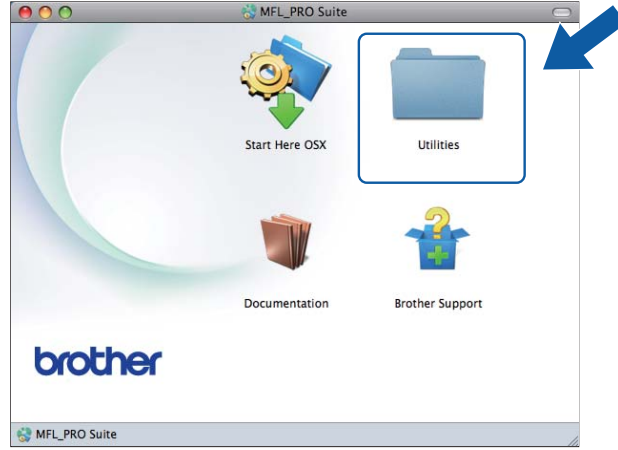 MFL_PRO Suite
Start Here OSX
Utilities
Documentation
Brother Support
brother
MFL_PRO Suite